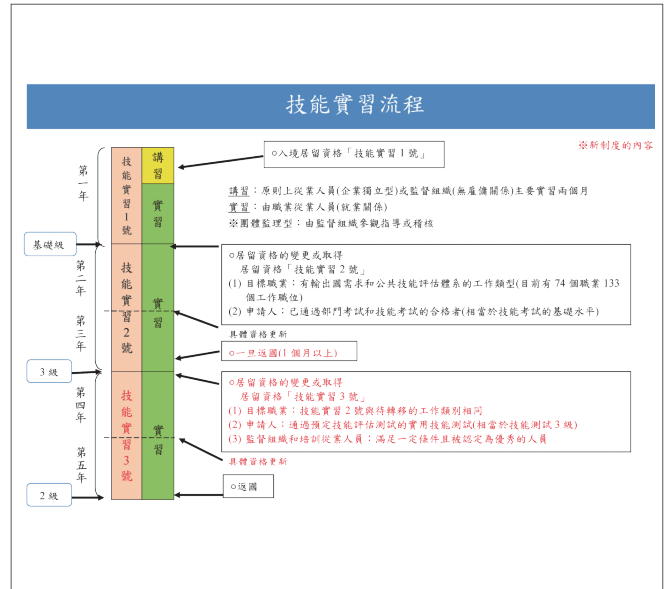 技能實習流程
※新制度的內容
第一年
技能實習1號
講習
○入境居留資格「技能實習 1 號」
講習：原則上從業人員(企業獨立型)或監督組織(無雇傭關係)主要實習兩個月
實習：由職業從業人員(就業關係)
※團體監理型：由監督組織參觀指導或稽核
實習
基礎級
第二年
技能實習2號
實習
○居留資格的變更或取得
居留資格「技能實習 2 號」
(1) 目標職業：有輸出國需求和公共技能評估體系的工作類型(目前有 74 個職業 133
個工作職位)
(2) 申請人：已通過部門考試和技能考試的合格者(相當於技能考試的基礎水平)
第三年
具體資格更新
○一旦返國(1 個月以上)
3 級
第四年
技能實習3號
實習
○居留資格的變更或取得
居留資格「技能實習 3 號」
(1) 目標職業：技能實習 2 號與待轉移的工作類別相同
(2) 申請人：通過預定技能評估測試的實用技能測試(相當於技能測試 3 級)
(3) 監督組織和培訓從業人員：滿足一定條件且被認定為優秀的人員
第五年
具體資格更新
○返國
2 級